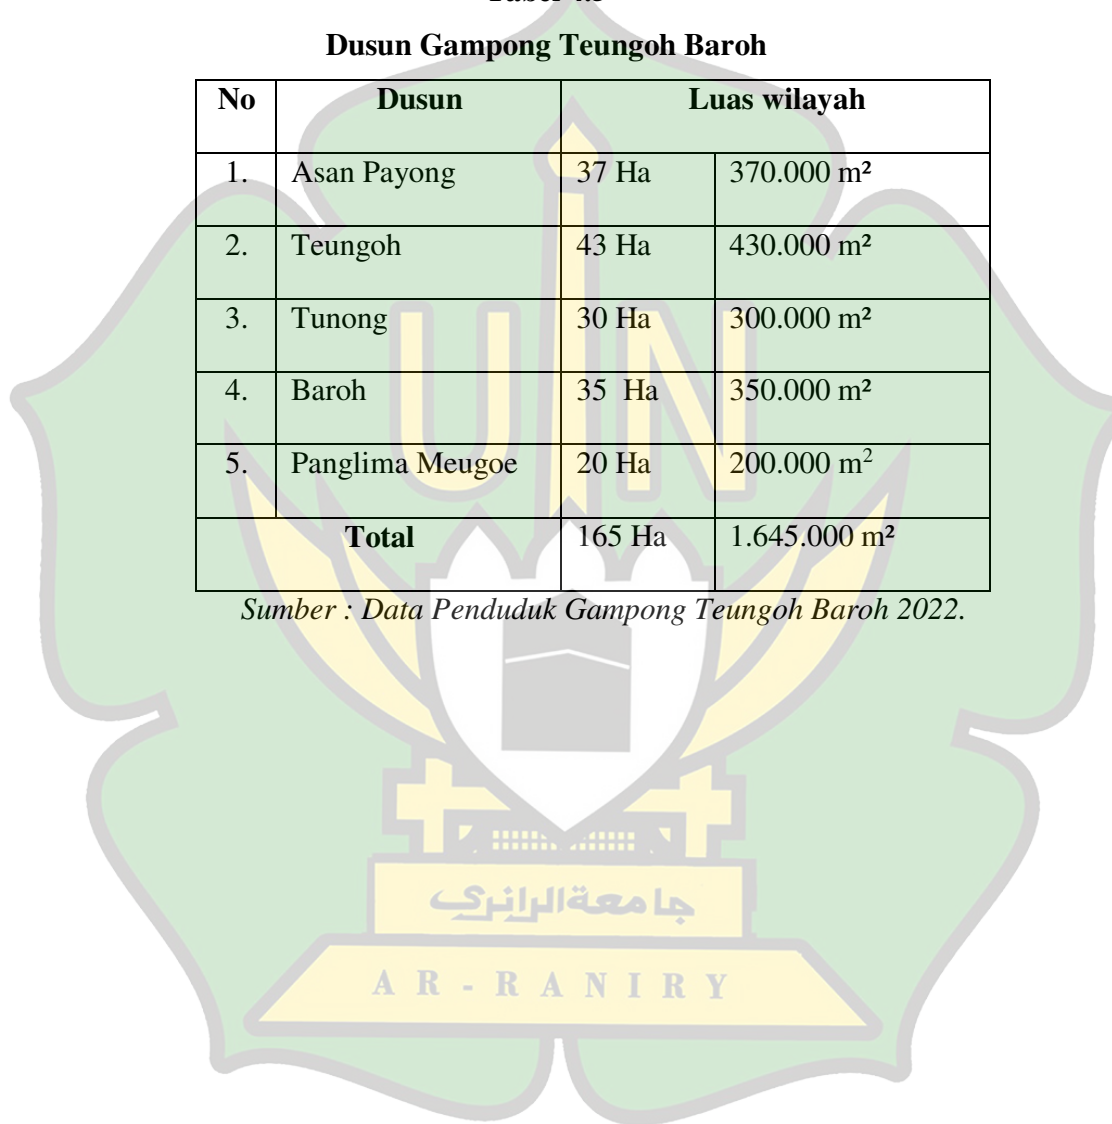 Dusun Gampong Teungoh Baroh
No Dusun Luas wilayah
1. Asan Payong 37 Ha 370.000 m²
2. Teungoh 43 Ha 430.000 m²
3. Tunong 30 Ha 300.000 m²
4. Baroh 35 Ha 350.000 m²
5. Panglima Meugoe 20 Ha 200.000 m²
Total 165 Ha 1.645.000 m²
Sumber : Data Penduduk Gampong Teungoh Baroh 2022.
UIN
جامعةالرانري
AR-RANIRY